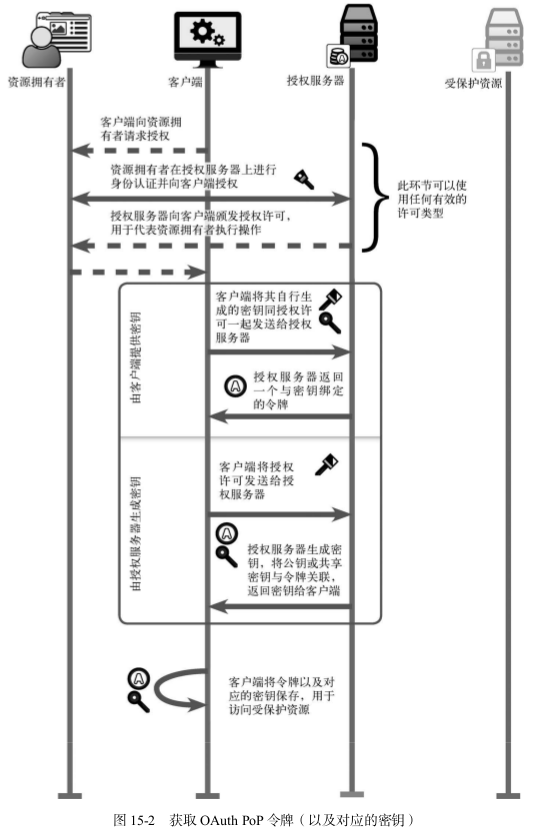 资源拥有者
客户端
授权服务器
受保护资源
客户端向资源拥
有者请求授权
资源拥有者在授权服务器上进行
身份认证并向客户端授权
授权服务器向客户端颁发授权许可，
用于代表资源拥有者执行操作
此环节可以使
用任何有效的
许可类型
由客户端提供密钥
客户端将其自行生
成的密钥同授权许
可一起发送给授权
服务器
A
授权服务器返回
一个与密钥绑定
的令牌
由授权服务器生成密钥
客户端将授权
许可发送给授
权服务器
A
授权服务器生成密
钥，将公钥或共享
密钥与令牌关联，
返回密钥给客户端
A
客户端将令牌以及对
应的密钥保存，用于
访问受保护资源
图 15-2 获取 OAuth PoP 令牌（以及对应的密钥）